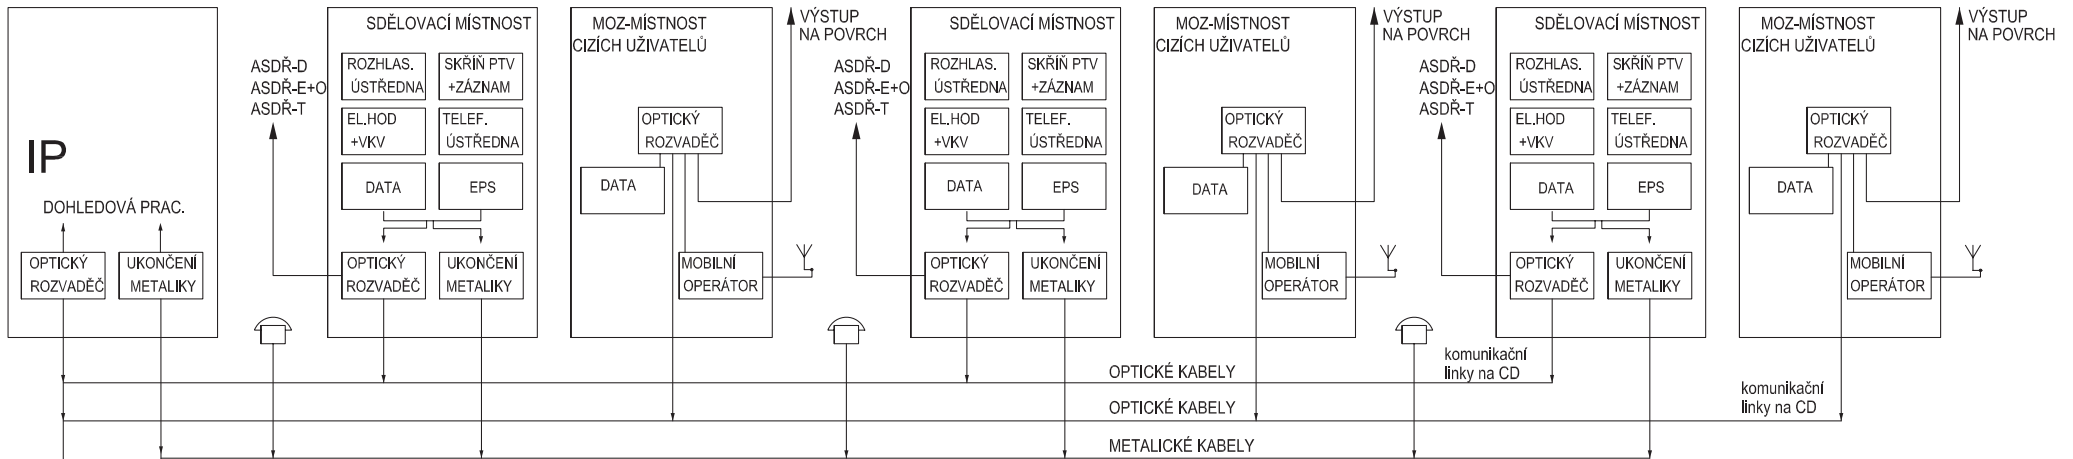 IP
DOHLEDOVÁ PRAC.
OPTICKÝ
ROZVADĚČ
UKONČENÍ
METALIKY
ASDŘ-D
ASDŘ-E+O
ASDŘ-T
SDĚLOVACÍ MÍSTNOST
ROZHLAS.
ÚSTŘEDNA
SKŘÍŇ PTV
+ZÁZNAM
EL.HOD
+VKV
TELEF.
ÚSTŘEDNA
DATA
EPS
OPTICKÝ
ROZVADĚČ
UKONČENÍ
METALIKY
MOZ-MÍSTNOST
CIZÍCH UŽIVATELŮ
OPTICKÝ
ROZVADĚČ
DATA
MOBILNÍ
OPERÁTOR
VÝSTUP
NA POVRCH
ASDŘ-D
ASDŘ-E+O
ASDŘ-T
SDĚLOVACÍ MÍSTNOST
ROZHLAS.
ÚSTŘEDNA
SKŘÍŇ PTV
+ZÁZNAM
EL.HOD
+VKV
TELEF.
ÚSTŘEDNA
DATA
EPS
OPTICKÝ
ROZVADĚČ
UKONČENÍ
METALIKY
MOZ-MÍSTNOST
CIZÍCH UŽIVATELŮ
OPTICKÝ
ROZVADĚČ
DATA
MOBILNÍ
OPERÁTOR
VÝSTUP
NA POVRCH
ASDŘ-D
ASDŘ-E+O
ASDŘ-T
SDĚLOVACÍ MÍSTNOST
ROZHLAS.
ÚSTŘEDNA
SKŘÍŇ PTV
+ZÁZNAM
EL.HOD
+VKV
TELEF.
ÚSTŘEDNA
DATA
EPS
OPTICKÝ
ROZVADĚČ
UKONČENÍ
METALIKY
MOZ-MÍSTNOST
CIZÍCH UŽIVATELŮ
OPTICKÝ
ROZVADĚČ
DATA
MOBILNÍ
OPERÁTOR
VÝSTUP
NA POVRCH
komunikační
linky na CD
OPTICKÉ KABELY
komunikační
linky na CD
OPTICKÉ KABELY
METALICKÉ KABELY